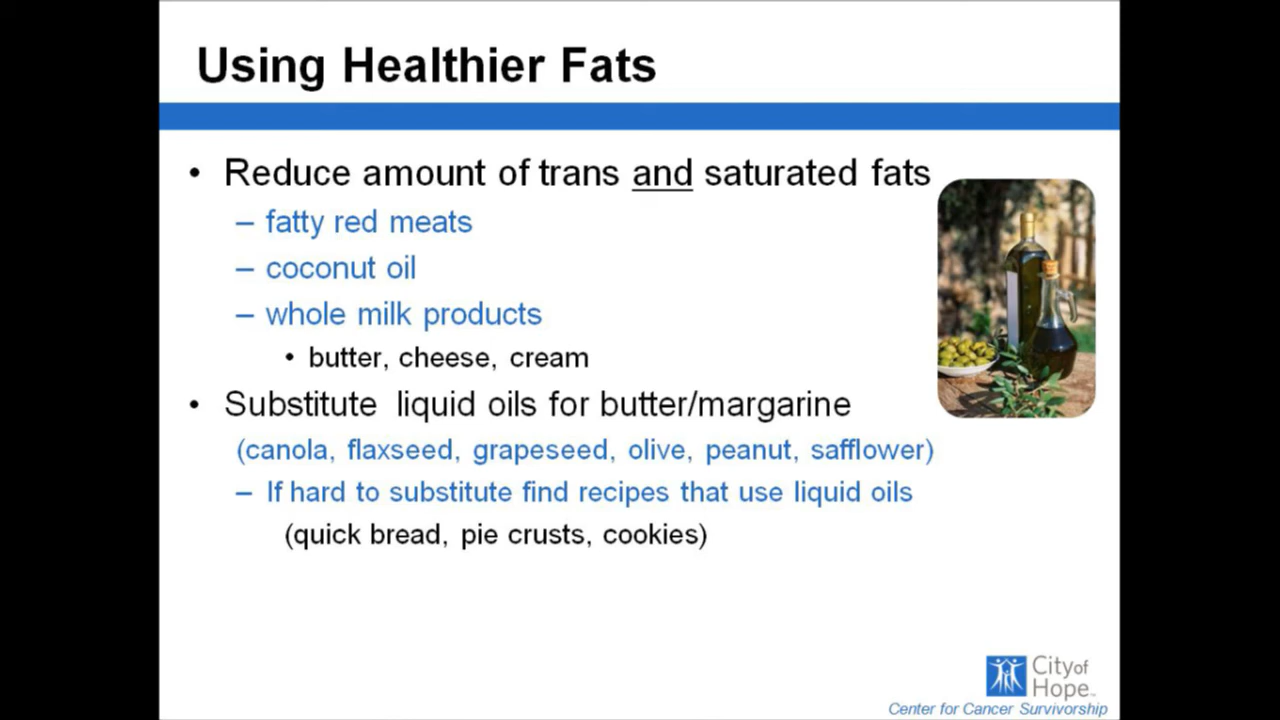 Using Healthier Fats
• Reduce amount of trans and saturated fats
– fatty red meats
– coconut oil
– whole milk products
• butter, cheese, cream
• Substitute liquid oils for butter/margarine
(canola, flaxseed, grapeseed, olive, peanut, safflower)
– If hard to substitute find recipes that use liquid oils
(quick bread, pie crusts, cookies)
City of
Hope™
Center for Cancer Survivorship